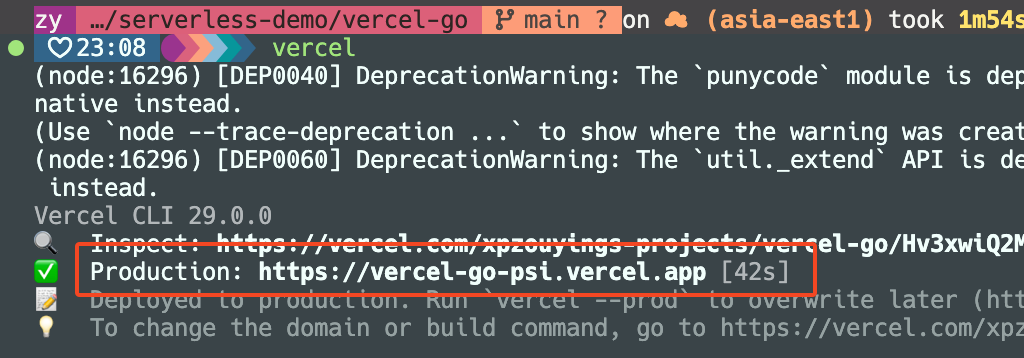 zy …/serverless-demo/vercel-go main ? on (asia-east1) took 1m54s
23:08 vercel
(node:16296) [DEP0040] DeprecationWarning: The `punycode` module is dep
native instead.
(Use `node --trace-deprecation ...` to show where the warning was creat
(node:16296) [DEP0060] DeprecationWarning: The `util._extend` API is de
instead.
Vercel CLI 29.0.0
Inspect: https://vercel.com/xpzouyings-projects/vercel-go/Hv3xwiQ2M
Production: https://vercel-go-psi.vercel.app [42s]
Deployed to production. Run `vercel --prod` to overwrite later (htt
To change the domain or build command, go to https://vercel.com/xpz